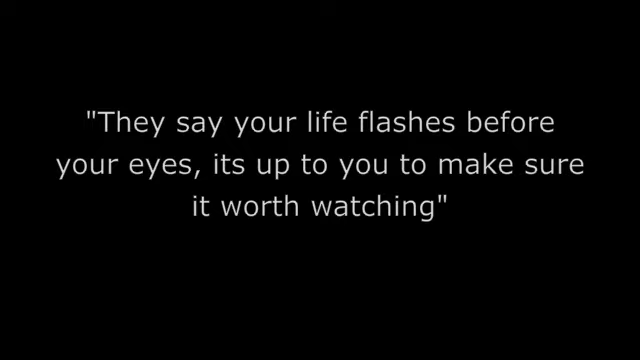 "They say your life flashes before
your eyes, its up to you to make sure
it worth watching"